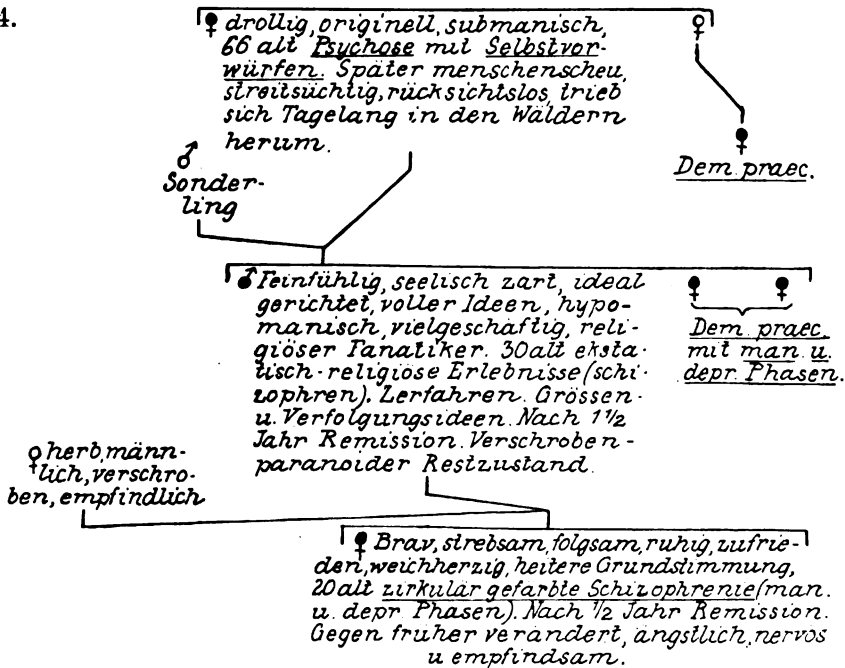 4.
drollig, originell, submanisch,
66 alt Psychose mit Selbstvor-
würfen. Später menschenscheu,
streitsüchtig, rücksichtslos, trieb
sich Tagelang in den Wäldern
herum.
♀
♀
Dem. praec.
♂
Sonder-
ling
♂ Feinfühlig, seelisch zart, ideal
gerichtet, voller Ideen, hypo-
manisch, vielgeschäftig, reli-
giöser Fanatiker. 30 alt eksta-
tisch-religiöse Erlebnisse (schi-
zophren). Zerfahren. Grössen-
u. Verfolgungsideen. Nach 1 1/2
Jahr Remission. Verschroben-
paranoider Restzustand.
♀ ♀
Dem. praec.
mit man. u.
depr. Phasen.
♀ herb, männ-
lich, verschro-
ben, empfindlich
♀ Brav, strebsam, folgsam, ruhig, zufrie-
den, weichherzig, heitere Grundstimmung,
20 alt zirkulär gefärbte Schizophrenie (man.
u. depr. Phasen). Nach 1/2 Jahr Remission.
Gegen früher verändert, ängstlich, nervös
u empfindsam.